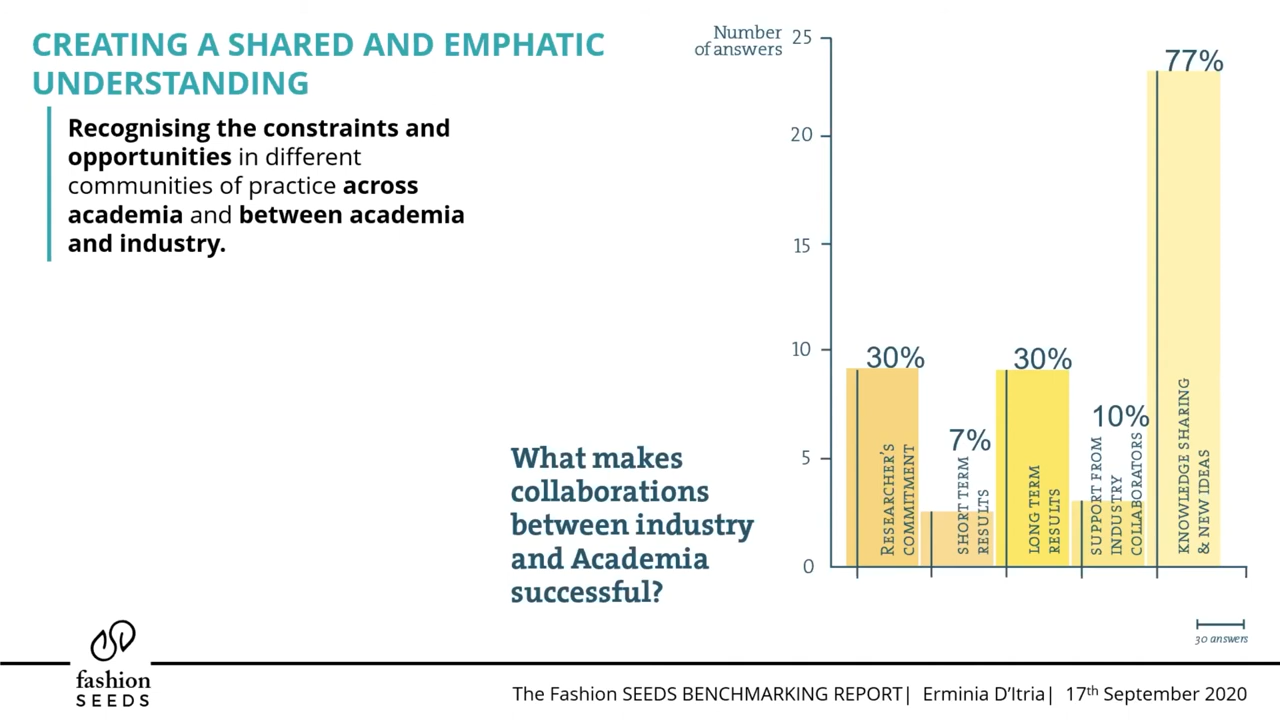 CREATING A SHARED AND EMPHATIC
UNDERSTANDING
Recognising the constraints and
opportunities in different
communities of practice across
academia and between academia
and industry.
What makes
collaborations
between industry
and Academia
successful?
Number
of answers
25
20
15
10
5
0
30%
RESEARCHER'S
COMMITMENT
7%
SHORT TERM
RESULTS
30%
LONG TERM
RESULTS
10%
SUPPORT FROM
INDUSTRY
COLLABORATORS
77%
KNOWLEDGE SHARING
& NEW IDEAS
30 answers
fashion
SEEDS
The Fashion SEEDS BENCHMARKING REPORT| Erminia D'Itria| 17th September 2020